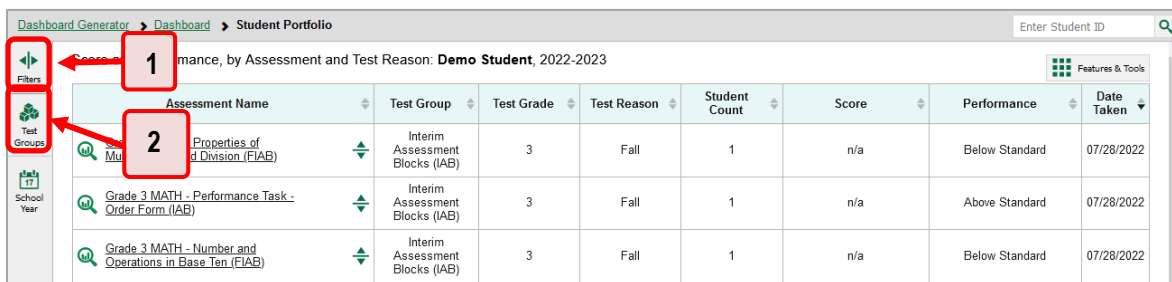 Dashboard Generator > Dashboard > Student Portfolio
Enter Student ID
Filters
1
mance, by Assessment and Test Reason: Demo Student, 2022-2023
Features & Tools
Assessment Name
Test Group
Test Grade
Test Reason
Student
Count
Score
Performance
Date
Taken
Test
Groups
2
Properties of
d Division (FIAB)
Interim
Assessment
Blocks (IAB)
3
Fall
1
n/a
Below Standard
07/28/2022
17
School
Year
Grade 3 MATH - Performance Task -
Order Form (IAB)
Interim
Assessment
Blocks (IAB)
3
Fall
1
n/a
Above Standard
07/28/2022
Grade 3 MATH - Number and
Operations in Base Ten (FIAB)
Interim
Assessment
Blocks (IAB)
3
Fall
1
n/a
Below Standard
07/28/2022